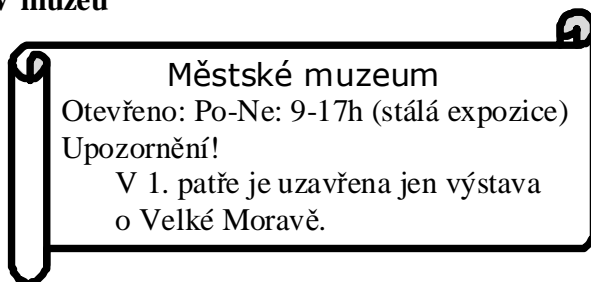 v muzeu
Městské muzeum
Otevřeno: Po-Ne: 9-17h (stálá expozice)
Upozornění!
V 1. patře je uzavřena jen výstava
o Velké Moravě.